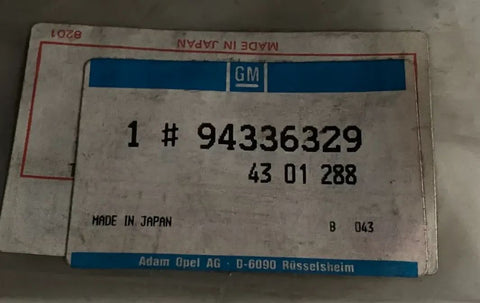 8201
MADE IN JAPAN
GM
1 # 94336329
43 01 288
MADE IN JAPAN B 043
Adam Opel AG · D-6090 Rüsselsheim